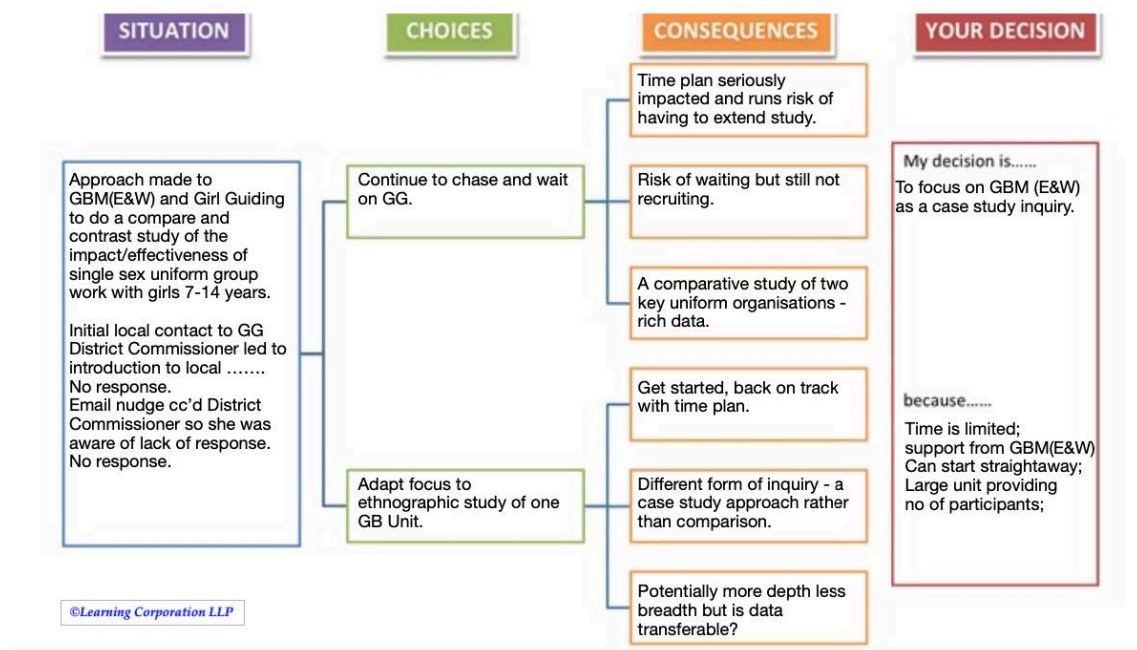 SITUATION
CHOICES
CONSEQUENCES
YOUR DECISION
Approach made to
GBM(E&W) and Girl Guiding
to do a compare and
contrast study of the
impact/effectiveness of
single sex uniform group
work with girls 7-14 years.
Initial local contact to GG
District Commissioner led to
introduction to local …….
No response.
Email nudge cc’d District
Commissioner so she was
aware of lack of response.
No response.
Continue to chase and wait
on GG.
Adapt focus to
ethnographic study of one
GB Unit.
Time plan seriously
impacted and runs risk of
having to extend study.
Risk of waiting but still not
recruiting.
A comparative study of two
key uniform organisations -
rich data.
Get started, back on track
with time plan.
Different form of inquiry - a
case study approach rather
than comparison.
Potentially more depth less
breadth but is data
transferable?
My decision is……
To focus on GBM (E&W)
as a case study inquiry.
because……
Time is limited;
support from GBM(E&W)
Can start straightaway;
Large unit providing
no of participants;
©Learning Corporation LLP